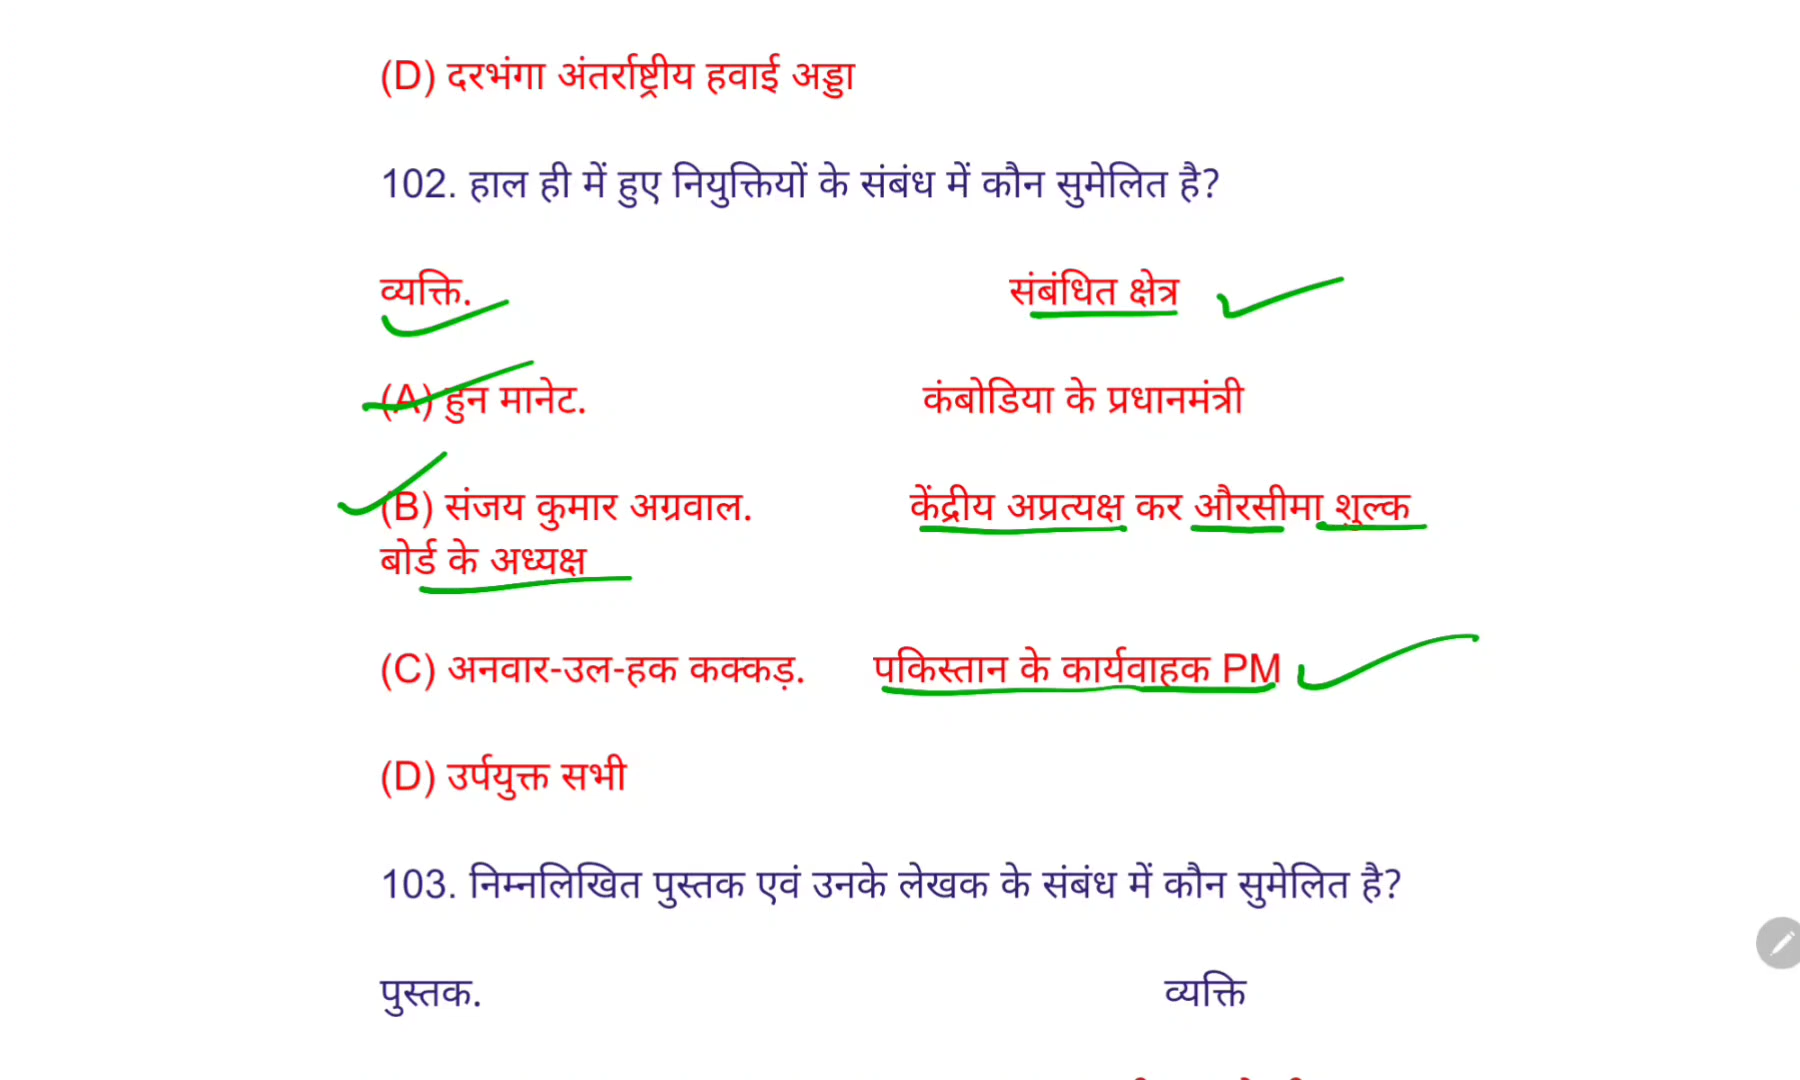 (D) दरभंगा अंतर्राष्ट्रीय हवाई अड्डा
102. हाल ही में हुए नियुक्तियों के संबंध में कौन सुमेलित है?
व्यक्ति. संबंधित क्षेत्र
(A) हुन मानेट. कंबोडिया के प्रधानमंत्री
(B) संजय कुमार अग्रवाल. केंद्रीय अप्रत्यक्ष कर औरसीमा शुल्क
बोर्ड के अध्यक्ष
(C) अनवार-उल-हक कक्कड़. पकिस्तान के कार्यवाहक PM
(D) उर्पयुक्त सभी
103. निम्नलिखित पुस्तक एवं उनके लेखक के संबंध में कौन सुमेलित है?
पुस्तक. व्यक्ति